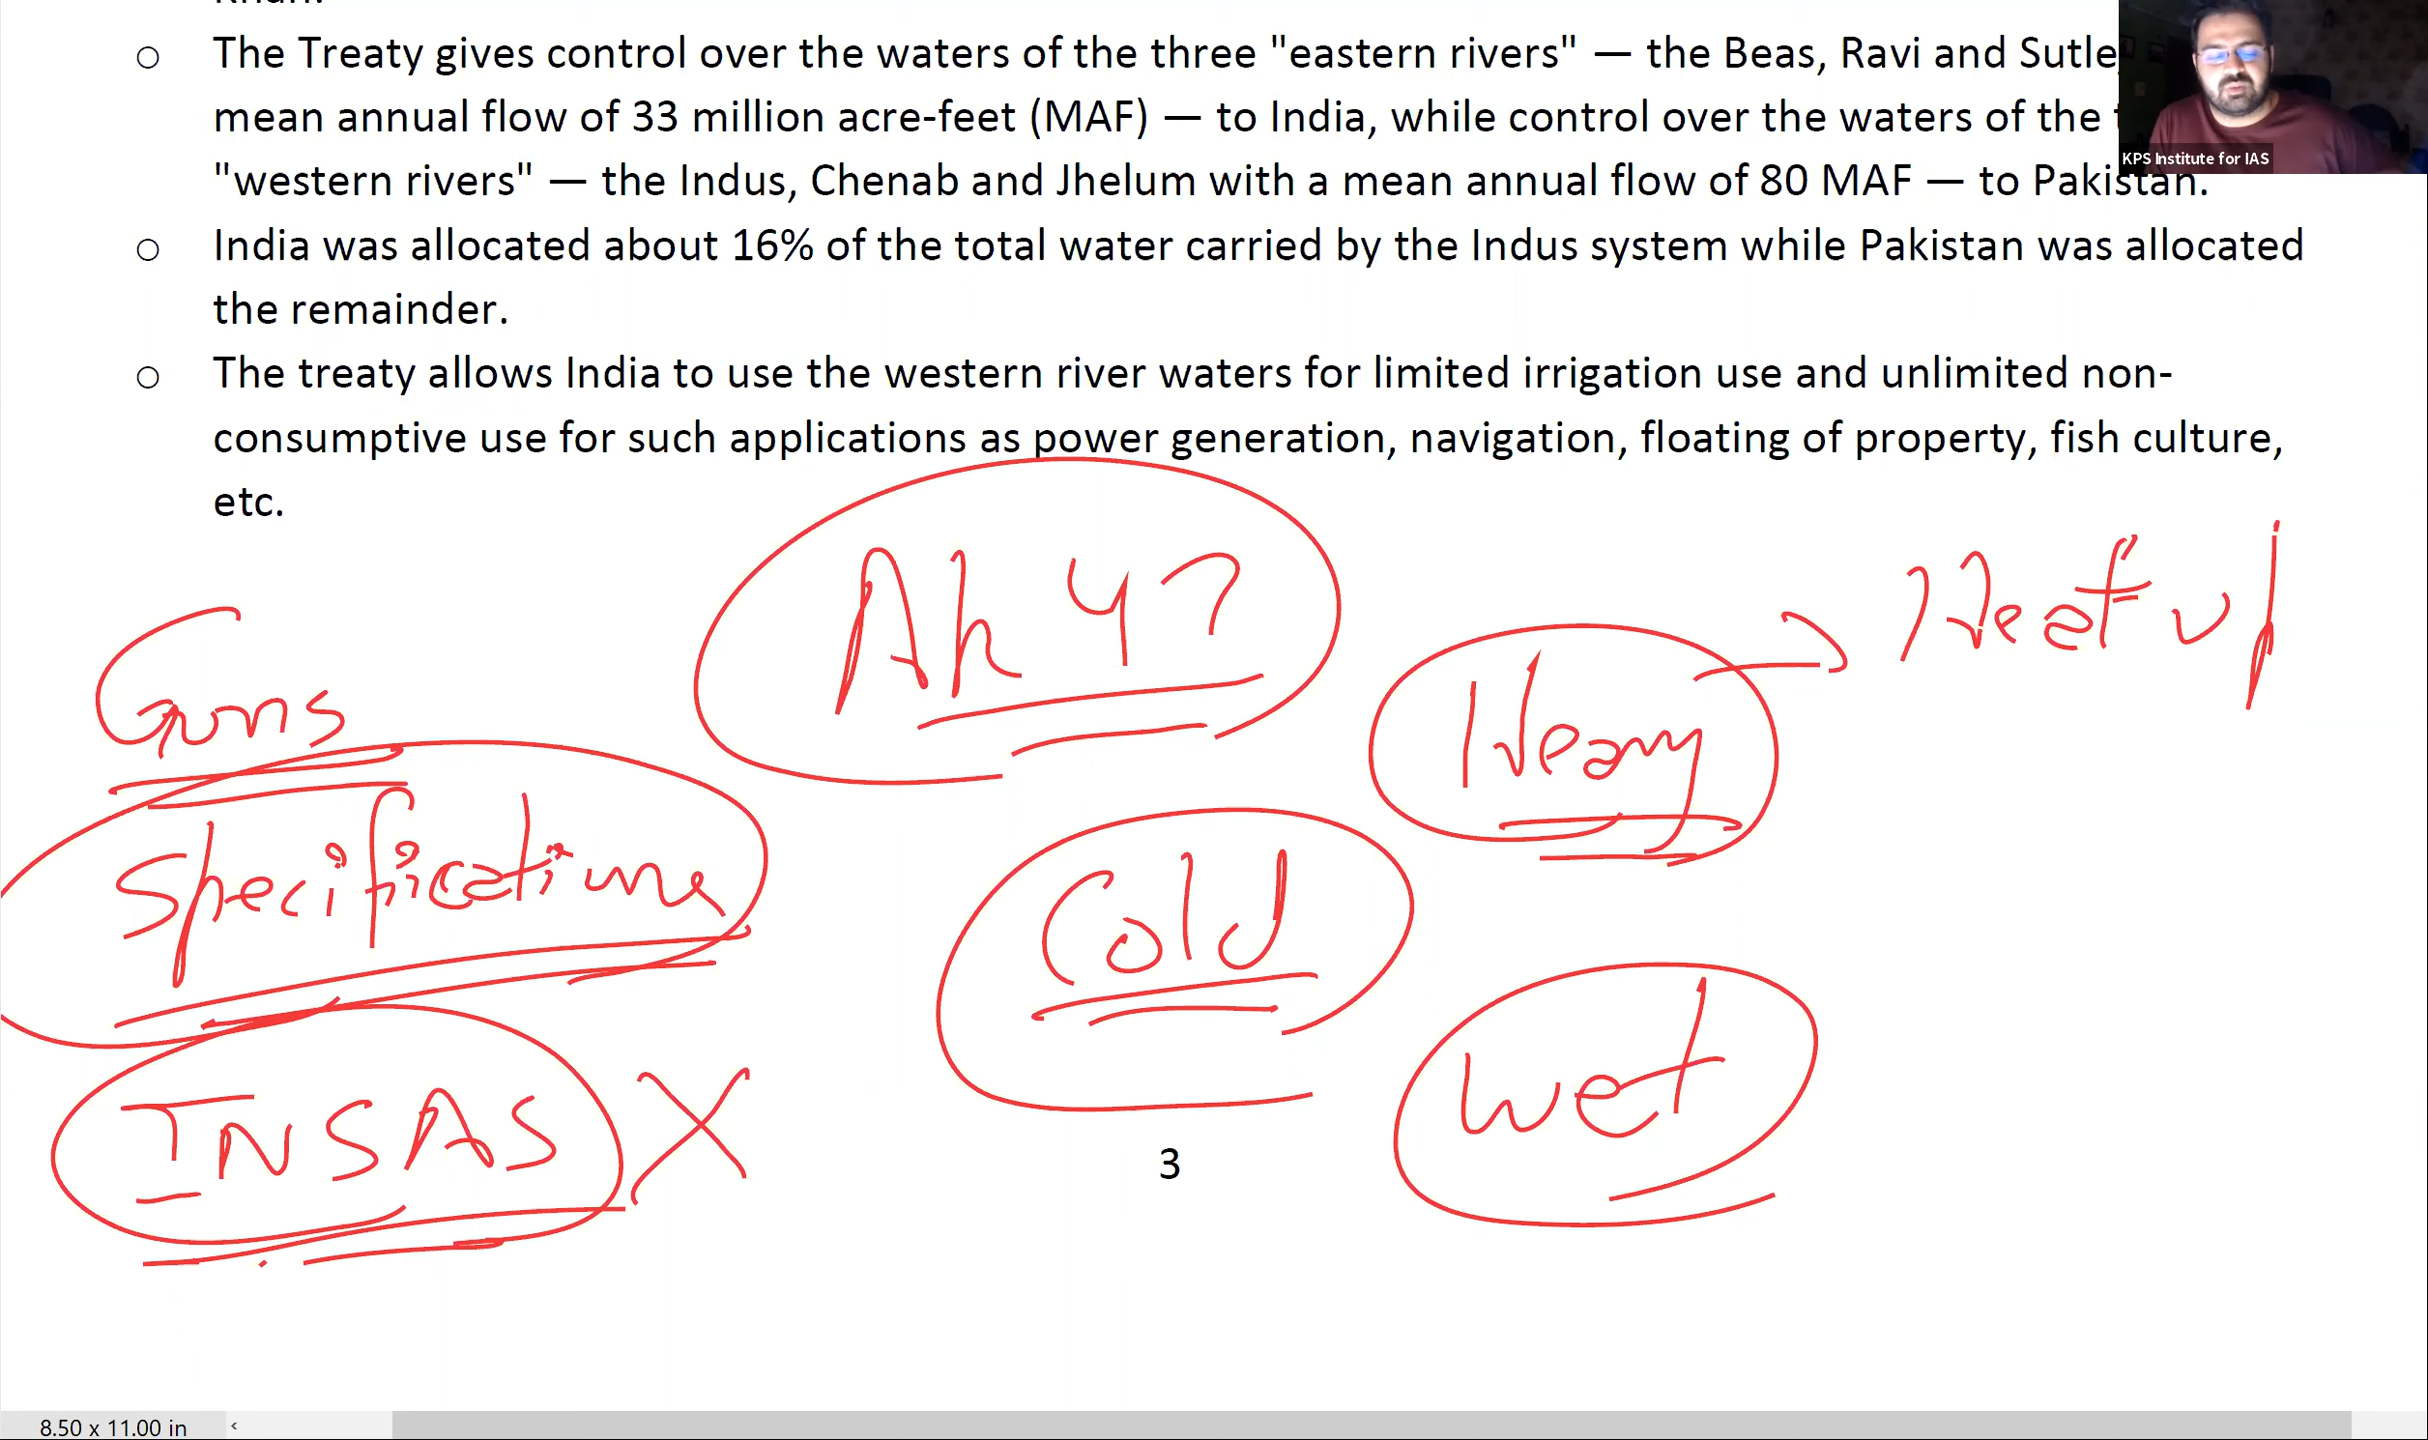 The Treaty gives control over the waters of the three "eastern rivers" — the Beas, Ravi and Sutle
mean annual flow of 33 million acre-feet (MAF) — to India, while control over the waters of the
KPS Institute for IAS
"western rivers" — the Indus, Chenab and Jhelum with a mean annual flow of 80 MAF — to Pakistan.
India was allocated about 16% of the total water carried by the Indus system while Pakistan was allocated
the remainder.
The treaty allows India to use the western river waters for limited irrigation use and unlimited non-
consumptive use for such applications as power generation, navigation, floating of property, fish culture,
etc.
Ak 47
Guns
Heavy
Specifications
Cold
Wet
INSAS X
3
8.50 x 11.00 in